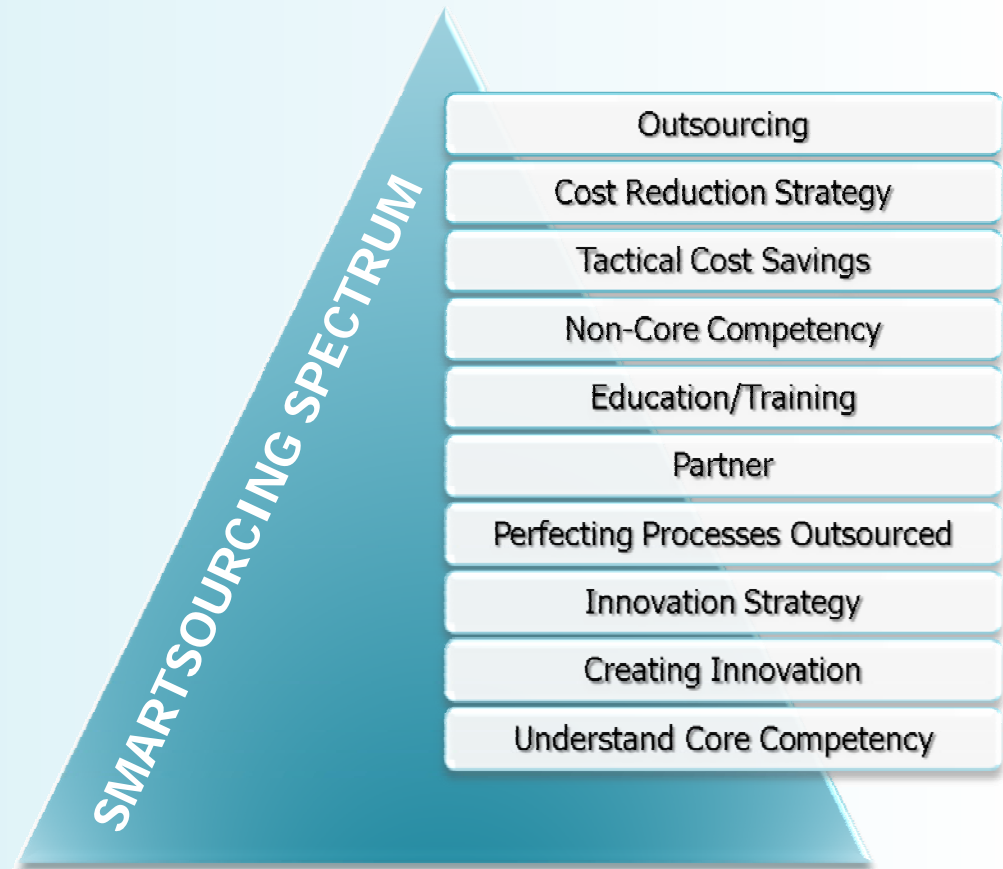 SMARTSOURCING SPECTRUM
Outsourcing
Cost Reduction Strategy
Tactical Cost Savings
Non-Core Competency
Education/Training
Partner
Perfecting Processes Outsourced
Innovation Strategy
Creating Innovation
Understand Core Competency